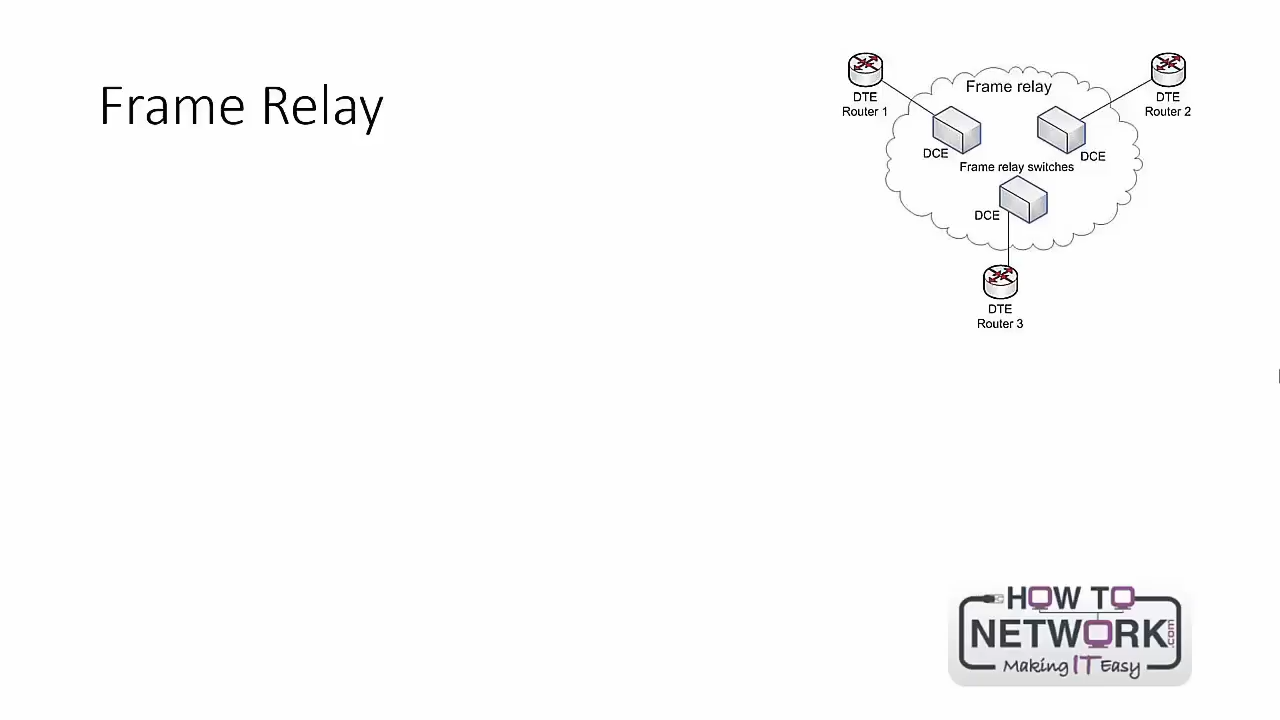 Frame Relay
Frame relay
DTE
Router 1
DTE
Router 2
DCE
DCE
Frame relay switches
DCE
DTE
Router 3
HOW TO
NETWORK.com
Making IT Easy